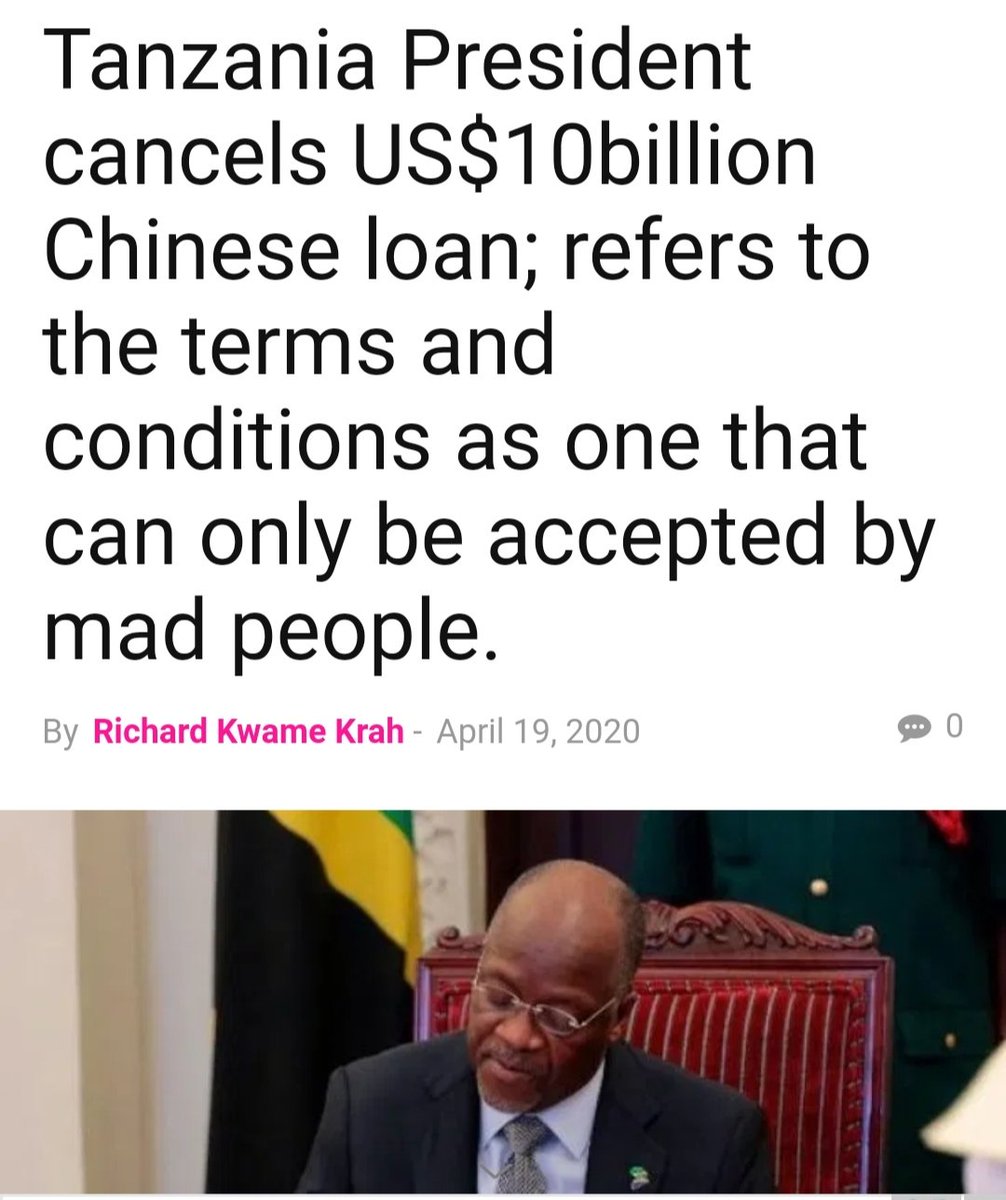 Tanzania President
cancels US$10billion
Chinese loan; refers to
the terms and
conditions as one that
can only be accepted by
mad people.
By Richard Kwame Krah - April 19, 2020 0